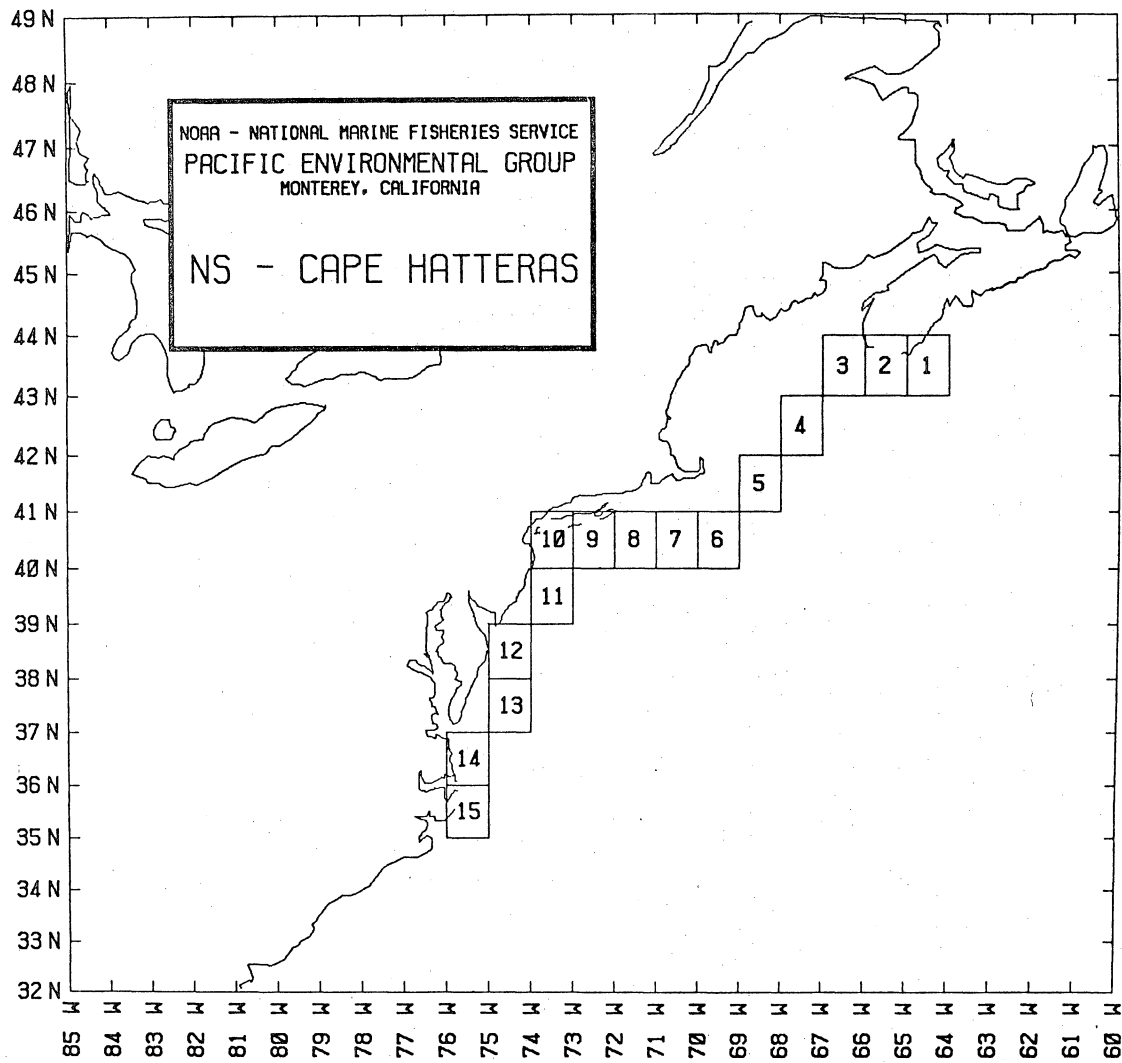 49 N
48 N
47 N
46 N
45 N
44 N
43 N
42 N
41 N
40 N
39 N
38 N
37 N
36 N
35 N
34 N
33 N
32 N
NOAA - NATIONAL MARINE FISHERIES SERVICE
PACIFIC ENVIRONMENTAL GROUP
MONTEREY, CALIFORNIA
NS - CAPE HATTERAS
3 2 1
4
5
10 9 8 7 6
11
12
13
14
15
85 W 84 W 83 W 82 W 81 W 80 W 79 W 78 W 77 W 76 W 75 W 74 W 73 W 72 W 71 W 70 W 69 W 68 W 67 W 66 W 65 W 64 W 63 W 62 W 61 W 60 W